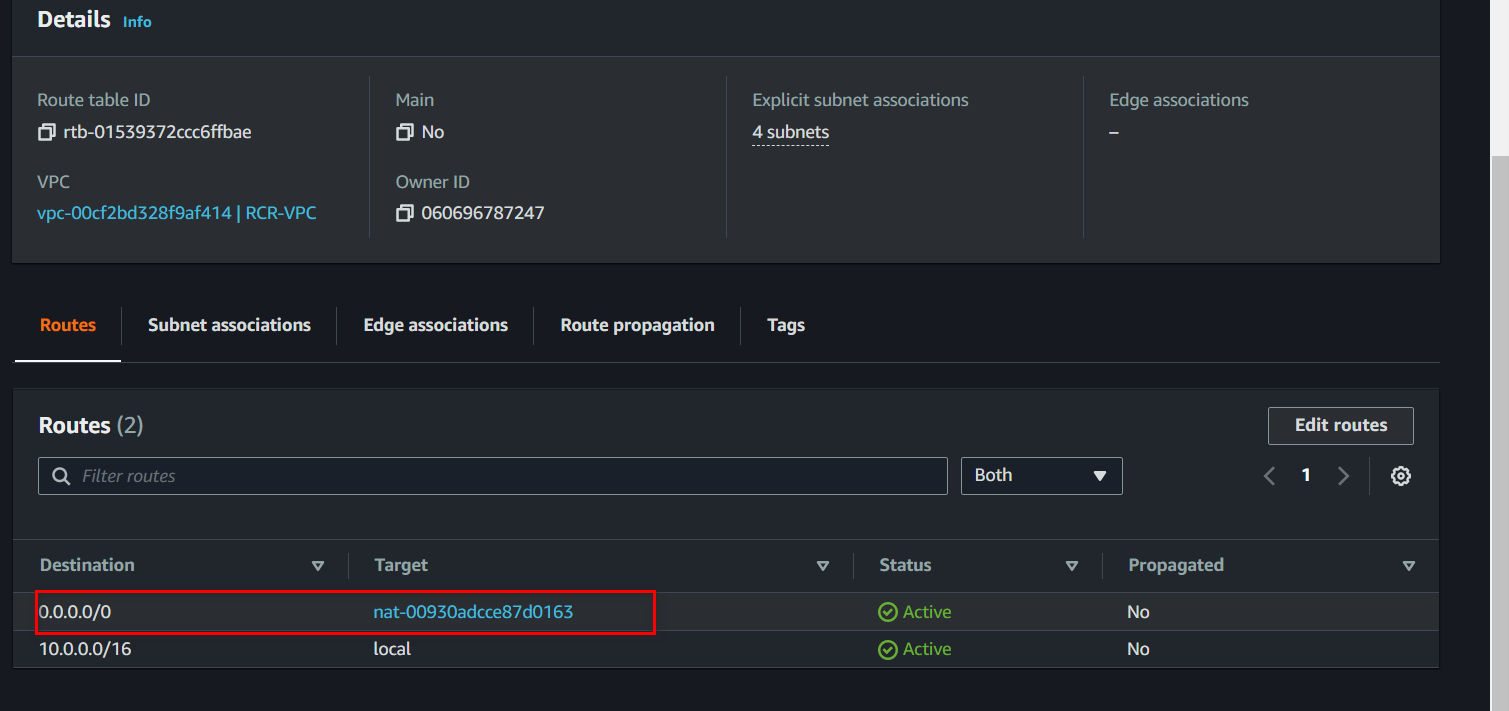 Details Info
Route table ID Main Explicit subnet associations Edge associations
rtb-01539372ccc6ffbae No 4 subnets –
VPC Owner ID
vpc-00cf2bd328f9af414 | RCR-VPC 060696787247
Routes Subnet associations Edge associations Route propagation Tags
Routes (2) Edit routes
Filter routes Both 1
Destination Target Status Propagated
0.0.0.0/0 nat-00930adcce87d0163 Active No
10.0.0.0/16 local Active No